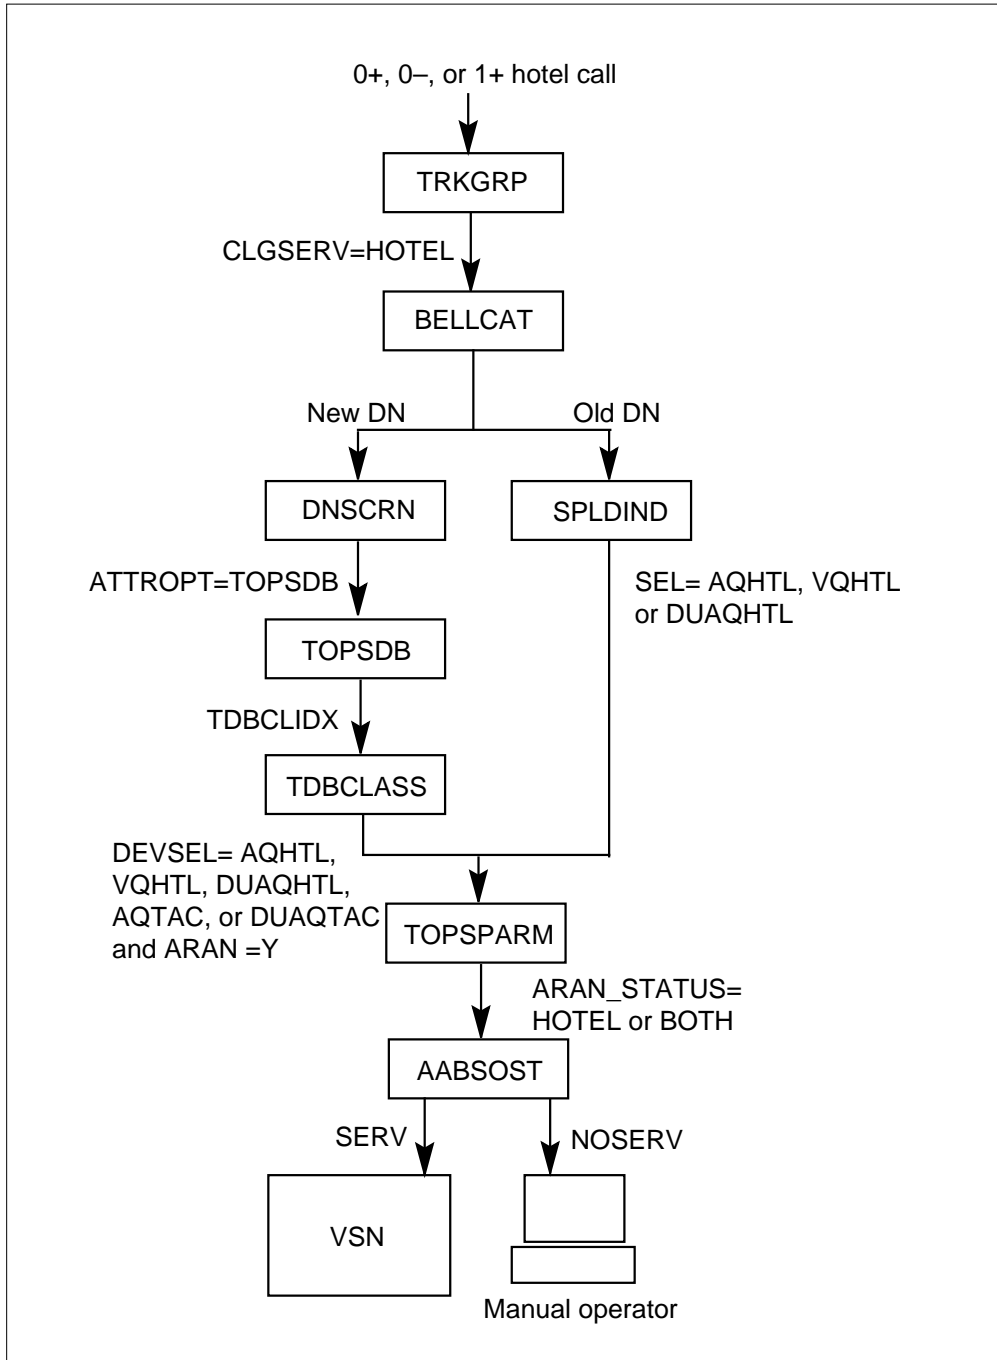 0+, 0–, or 1+ hotel call
TRKGRP
CLGSERV=HOTEL
BELLCAT
New DN
Old DN
DNSCRN
SPLDIND
ATTROPT=TOPSDB
SEL= AQHTL, VQHTL
or DUAQHTL
TOPSDB
TDBCLIDX
TDBCLASS
DEVSEL= AQHTL,
VQHTL, DUAQHTL,
AQTAC, or DUAQTAC
and ARAN =Y
TOPSPARM
ARAN_STATUS=
HOTEL or BOTH
AABSOST
SERV
NOSERV
VSN
Manual operator